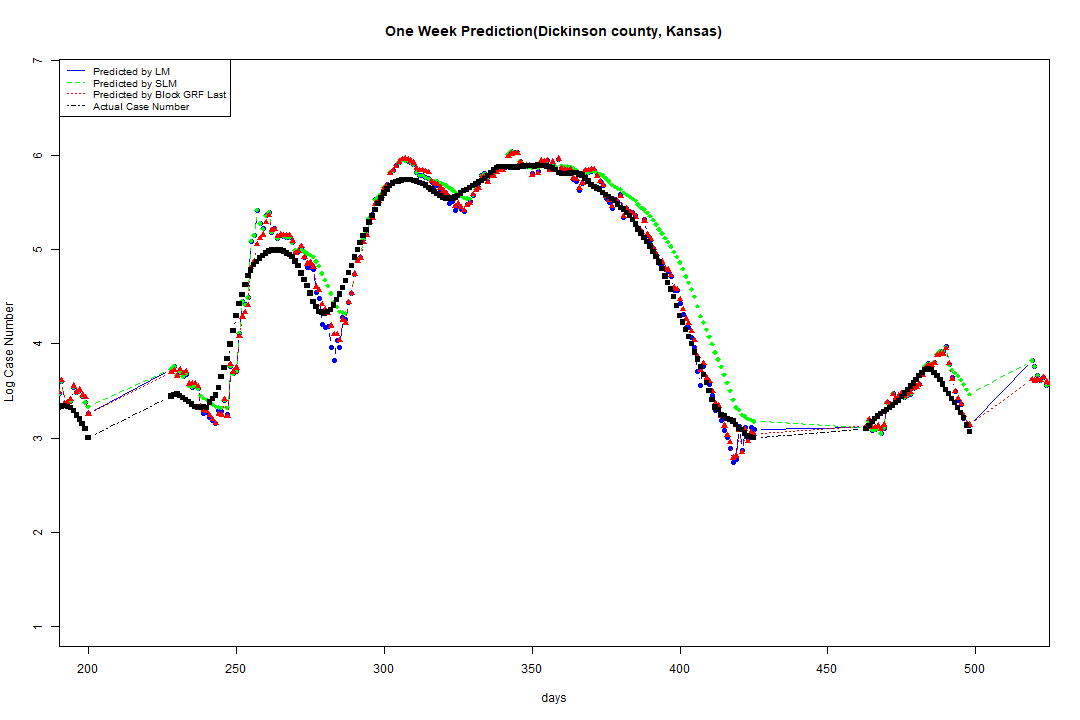 One Week Prediction(Dickinson county, Kansas)
Predicted by LM
Predicted by SLM
Predicted by Block GRF Last
Actual Case Number
Log Case Number
7
6
5
4
3
2
1
200 250 300 350 400 450 500
days